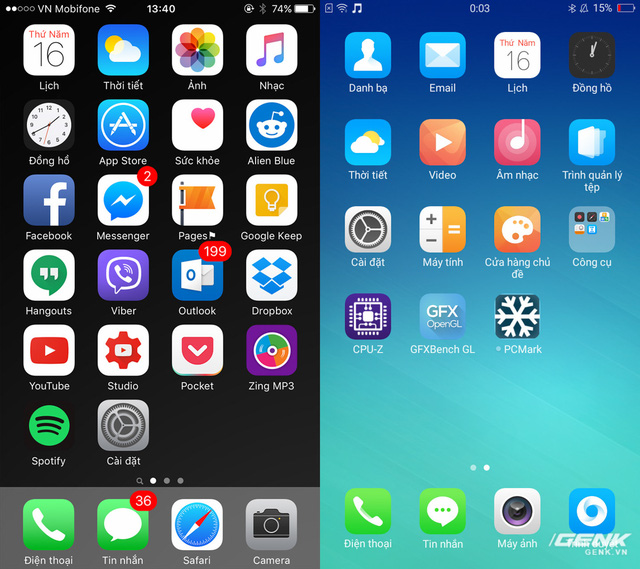 VN Mobifone 13:40 74%
Thứ Năm
16
Lịch Thời tiết Ảnh Nhạc
Đồng hồ App Store Sức khỏe Alien Blue
2
Facebook Messenger Pages Google Keep
199
Hangouts Viber Outlook Dropbox
YouTube Studio Pocket Zing MP3
Spotify Cài đặt
36
Điện thoại Tin nhắn Safari Camera
0:03 15%
Thứ Năm
16
Danh bạ Email Lịch Đồng hồ
Thời tiết Video Âm nhạc Trình quản lý
tệp
Cài đặt Máy tính Cửa hàng chủ
đề
Công cụ
GFX
OpenGL
CPU-Z GFXBench GL PCMark
Điện thoại Tin nhắn Máy ảnh
GENK
GENK.VN